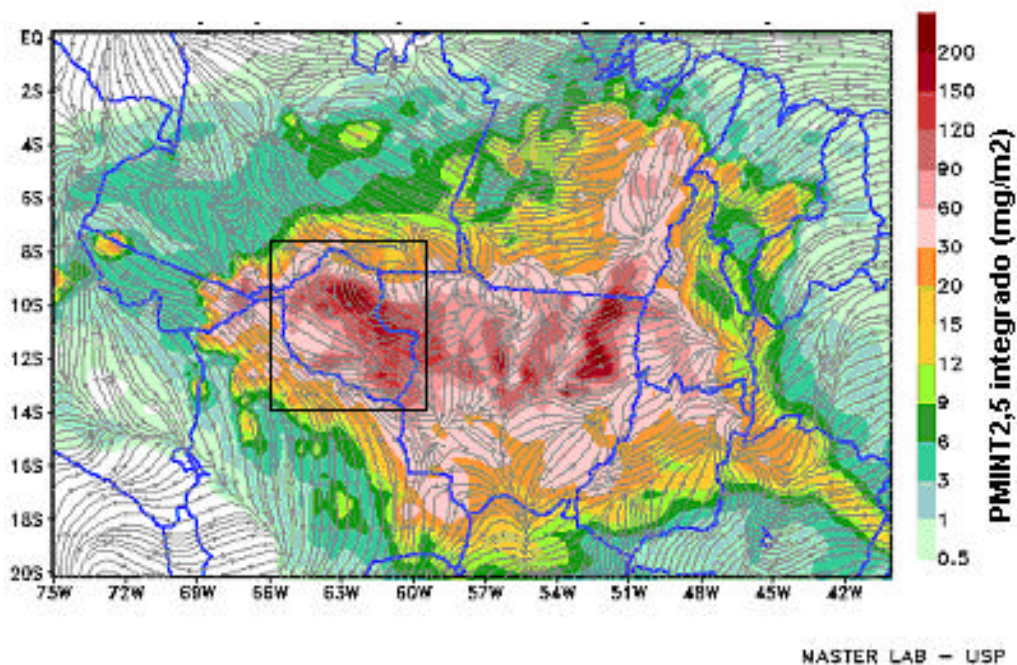 EQ
2S
4S
6S
8S
10S
12S
14S
16S
18S
20S
75W 72W 69W 66W 63W 60W 57W 54W 51W 48W 45W 42W
200
150
120
90
60
30
20
15
12
9
6
3
1
0.5
PMINT2,5 integrado (mg/m2)
MASTER LAB – USP